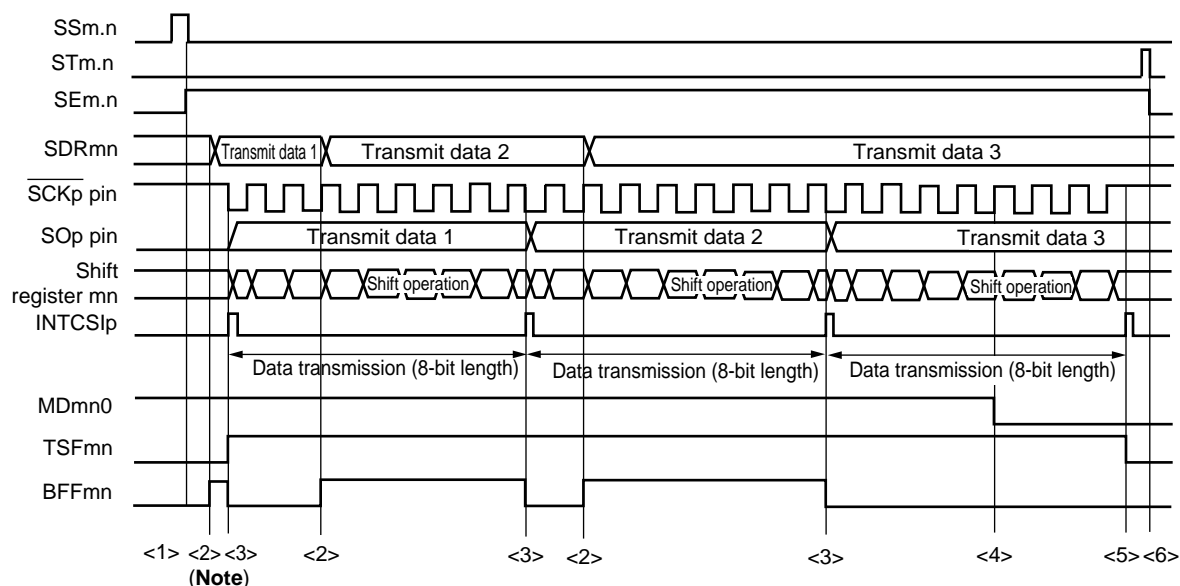 SSm.n
STm.n
SEm.n
SDRmn
Transmit data 1
Transmit data 2
Transmit data 3
SCKp pin
SOp pin
Transmit data 1
Transmit data 2
Transmit data 3
Shift
register mn
Shift operation
Shift operation
Shift operation
INTCSIp
Data transmission (8-bit length)
Data transmission (8-bit length)
Data transmission (8-bit length)
MDmn0
TSFmn
BFFmn
<1> <2> <3> <2> <3> <2> <3> <4> <5> <6>
(Note)